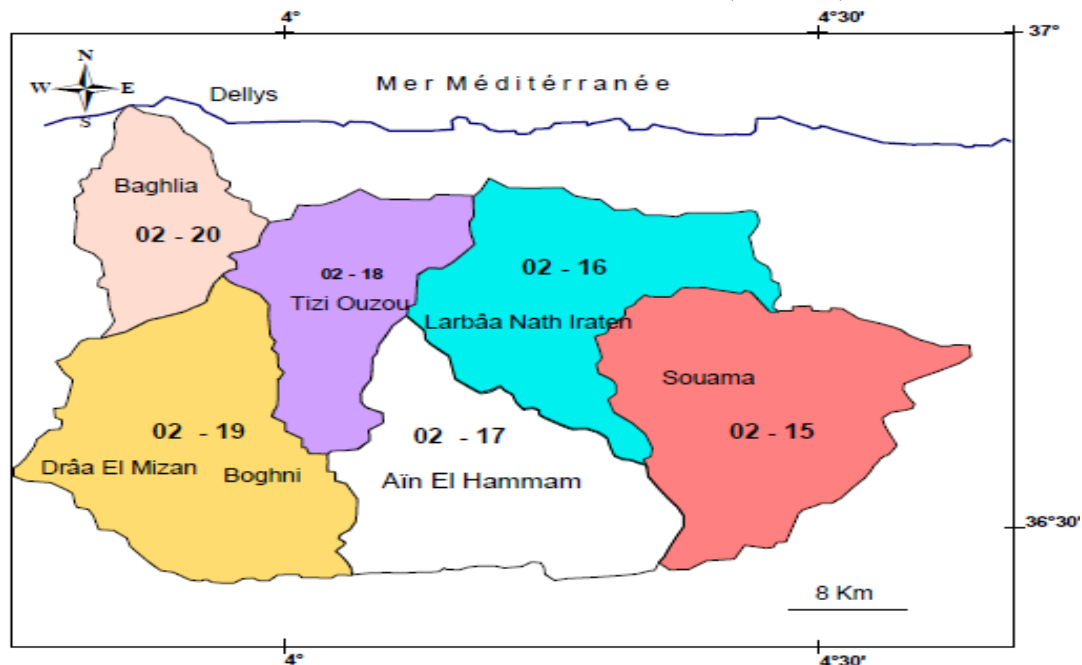 4°
4°30'
37°
N
W E
S
Mer Méditérranée
Dellys
Baghlia
02 - 20
02 - 18
Tizi Ouzou
02 - 16
Larbâa Nath Iraten
Souama
02 - 15
02 - 19
Drâa El Mizan
Boghni
02 - 17
Aïn El Hammam
36°30'
8 Km
4°
4°30'